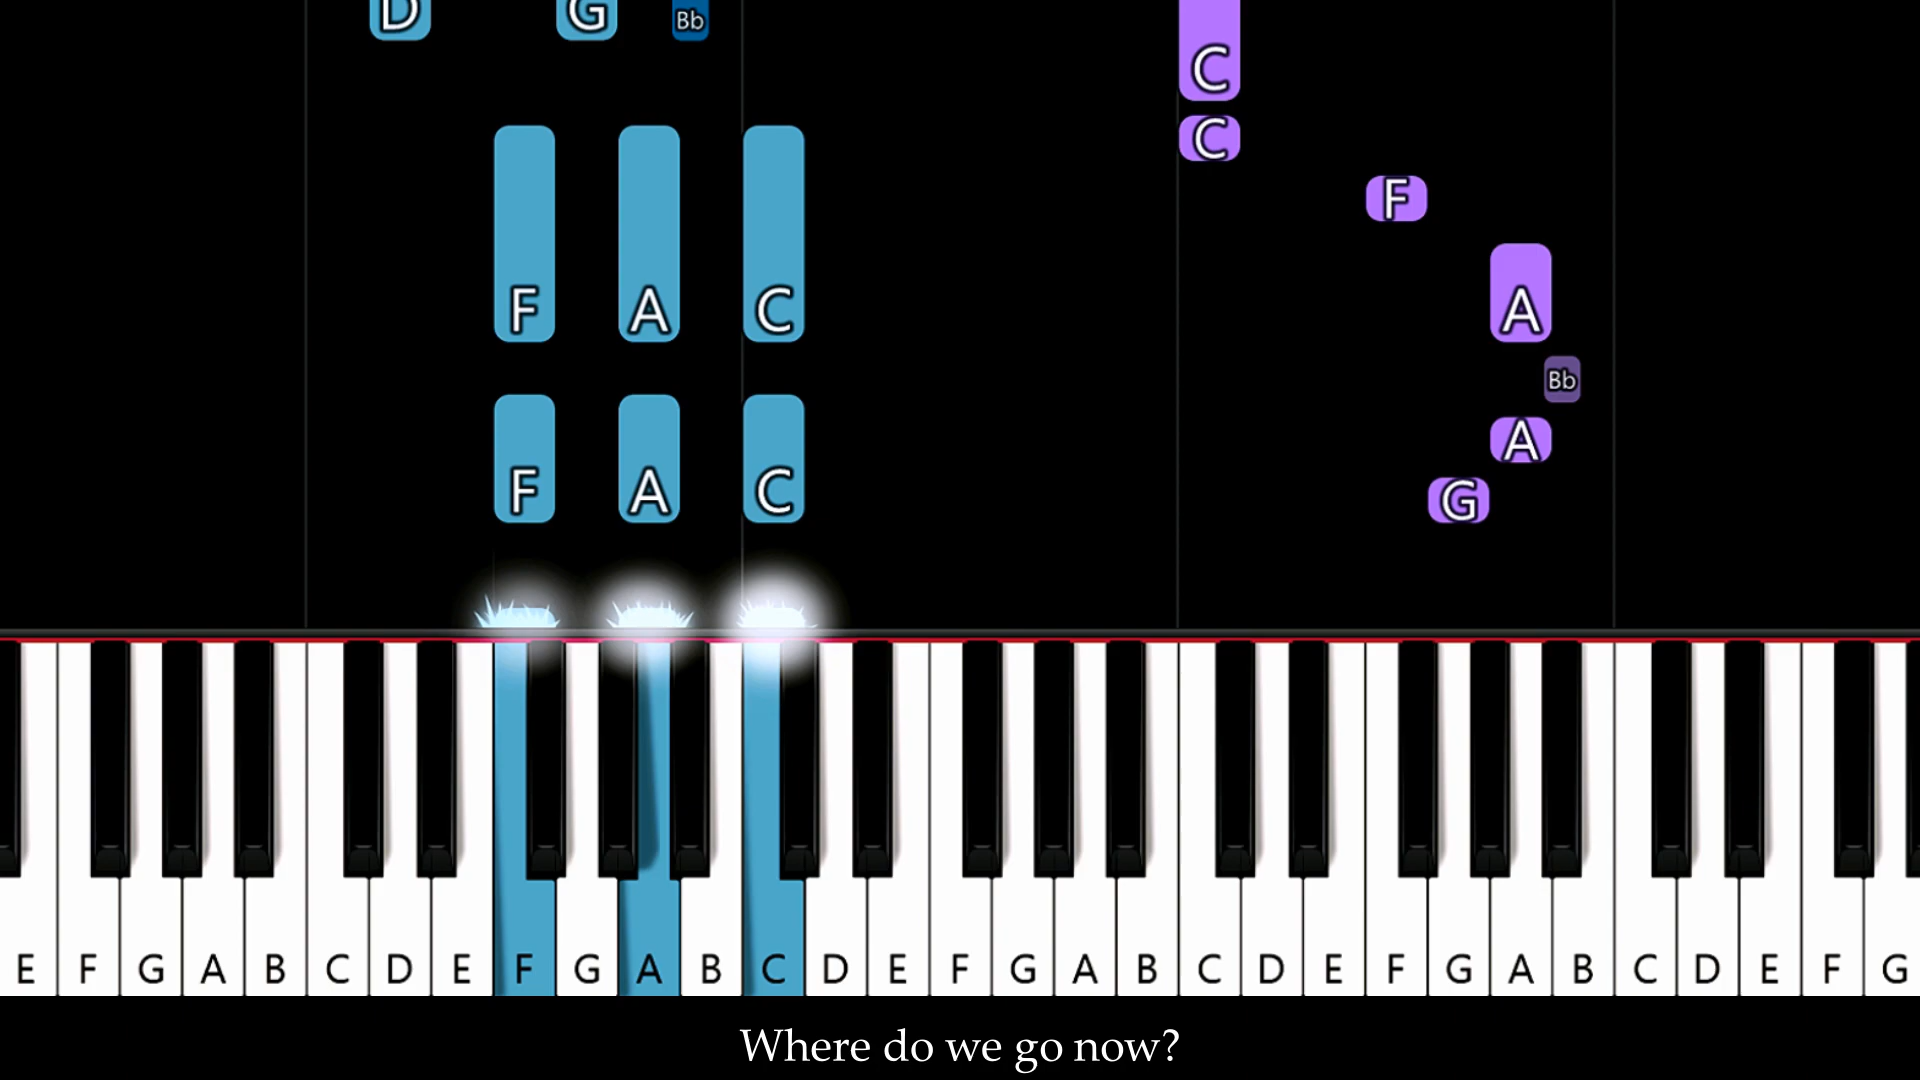 D G Bb
C
C
F
F A C A
Bb
A
F A C G
E F G A B C D E F G A B C D E F G A B C D E F G A B C D E F G
Where do we go now?